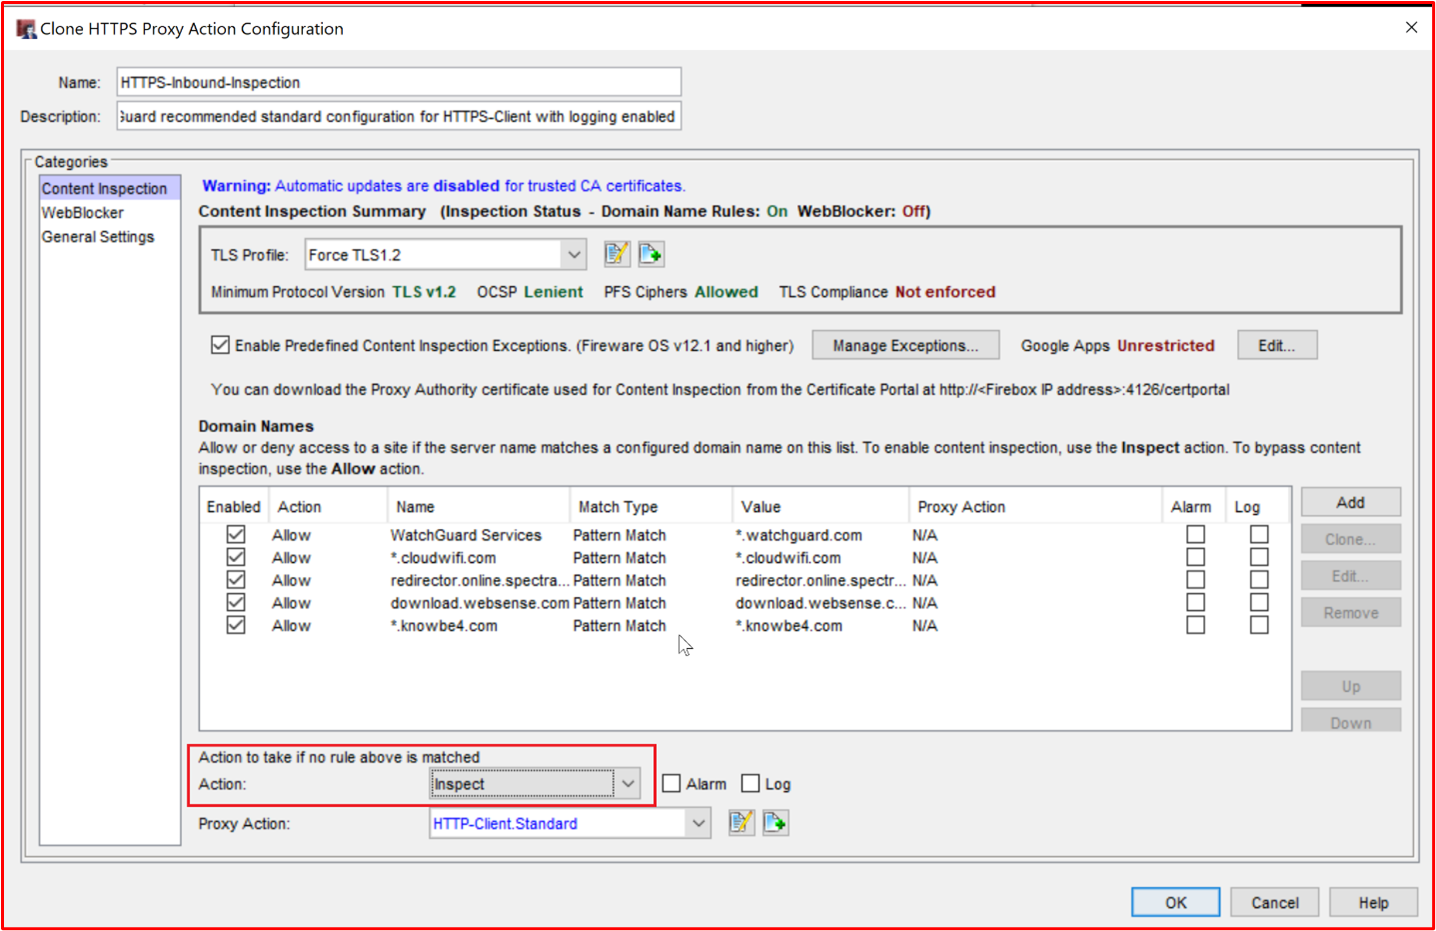 Clone HTTPS Proxy Action Configuration
Name: HTTPS-Inbound-Inspection
Description: Guard recommended standard configuration for HTTPS-Client with logging enabled
Categories
Content Inspection
WebBlocker
General Settings
Warning: Automatic updates are disabled for trusted CA certificates.
Content Inspection Summary (Inspection Status - Domain Name Rules: On WebBlocker: Off)
TLS Profile: Force TLS1.2
Minimum Protocol Version TLS v1.2 OCSP Lenient PFS Ciphers Allowed TLS Compliance Not enforced
Enable Predefined Content Inspection Exceptions. (Fireware OS v12.1 and higher) Manage Exceptions... Google Apps Unrestricted Edit...
You can download the Proxy Authority certificate used for Content Inspection from the Certificate Portal at http://<Firebox IP address>:4126/certportal
Domain Names
Allow or deny access to a site if the server name matches a configured domain name on this list. To enable content inspection, use the Inspect action. To bypass content
inspection, use the Allow action.
Enabled Action Name Match Type Value Proxy Action Alarm Log
Allow WatchGuard Services Pattern Match *.watchguard.com N/A
Allow *.cloudwifi.com Pattern Match *.cloudwifi.com N/A
Allow redirector.online.spectra... Pattern Match redirector.online.spectr... N/A
Allow download.websense.com Pattern Match download.websense.c... N/A
Allow *.knowbe4.com Pattern Match *.knowbe4.com N/A
Add
Clone...
Edit...
Remove
Up
Down
Action to take if no rule above is matched
Action: Inspect Alarm Log
Proxy Action: HTTP-Client.Standard
OK Cancel Help